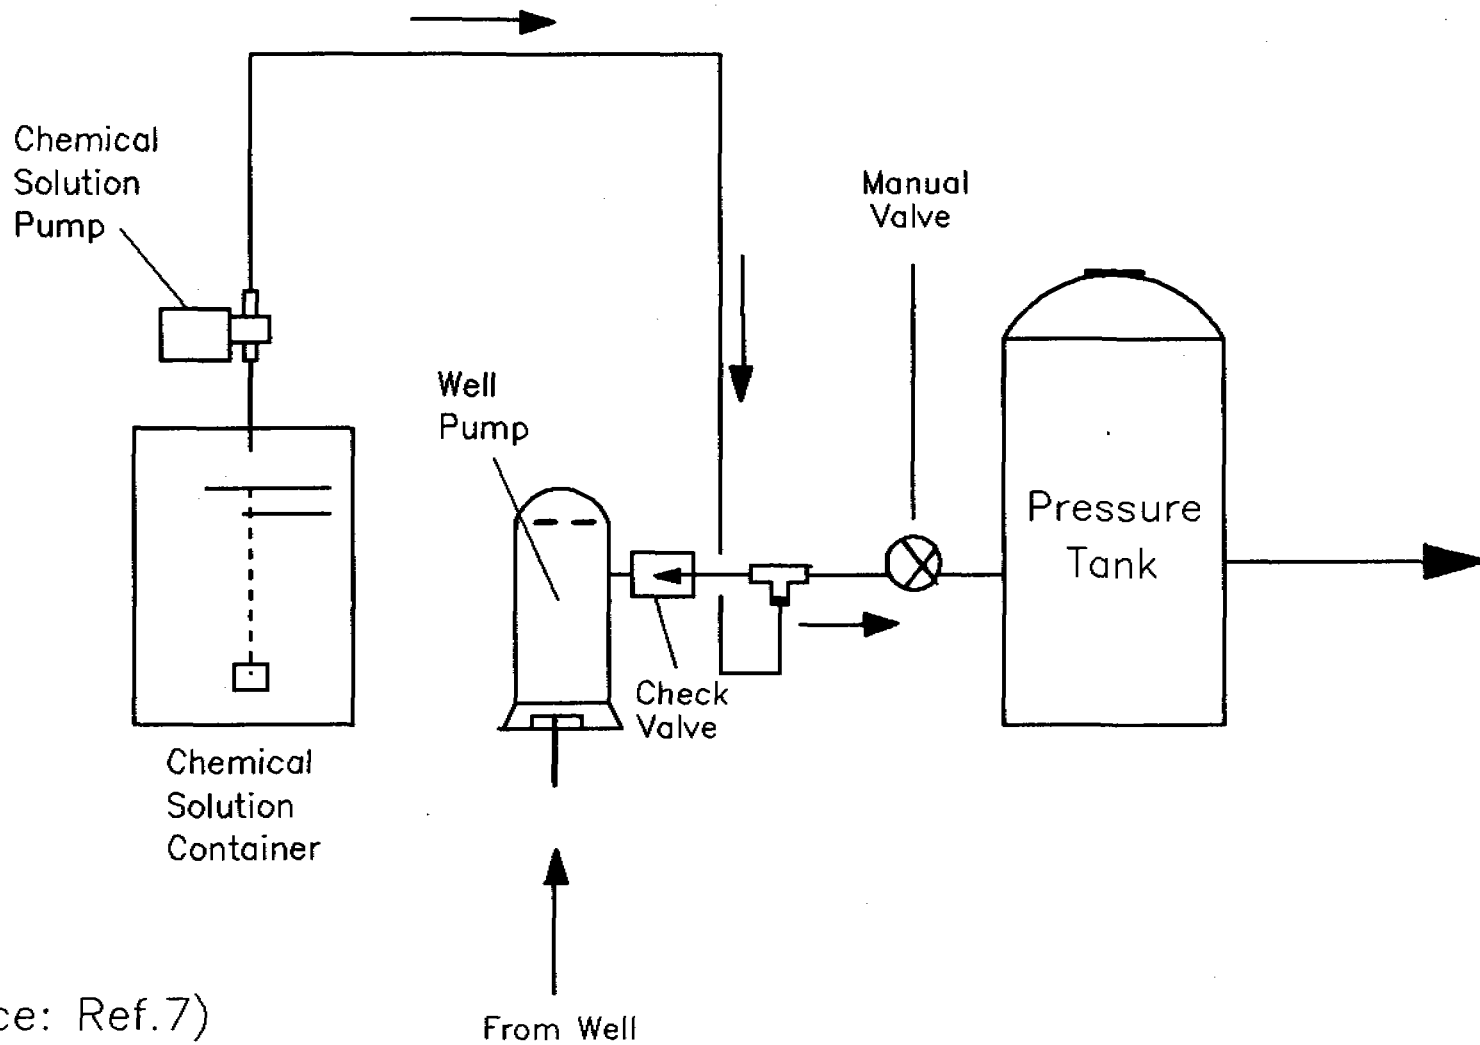 Chemical
Solution
Pump
Manual
Valve
Well
Pump
Pressure
Tank
Check
Valve
Chemical
Solution
Container
ce: Ref.7)
From Well